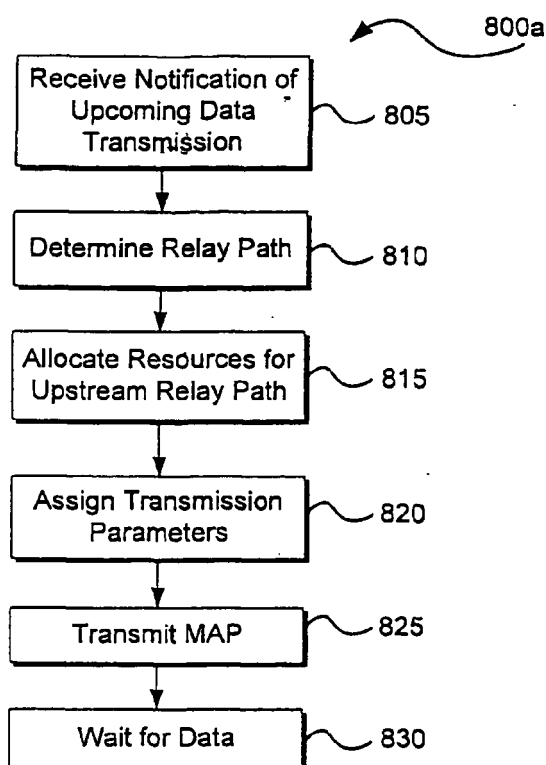 800a
Receive Notification of
Upcoming Data
Transmission
805
Determine Relay Path
810
Allocate Resources for
Upstream Relay Path
815
Assign Transmission
Parameters
820
Transmit MAP
825
Wait for Data
830